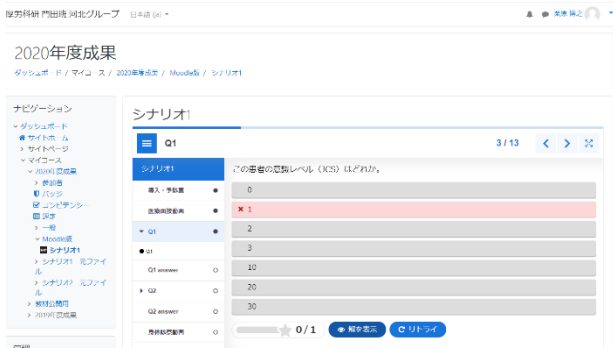 厚労科研 門田班 河北グループ 日本語 (ja)
2020年度成果
ダッシュボード / マイコース / 2020年度成果 / Moodle版 / シナリオ1
ナビゲーション
ダッシュボード
サイトホーム
サイトページ
マイコース
2020年度成果
参加者
バッジ
コンピテンシー
評定
一般
Moodle版
シナリオ1
シナリオ1 元ファイ
ル
シナリオ2 元ファイ
ル
教材公開用
2019年度成果
管理
シナリオ1
Q1
3 / 13
シナリオ1
導入・予診票
医療面接動画
Q1
Q1
Q1 answer
Q2
Q2 answer
身体診察動画
この患者の意識レベル（JCS）はどれか。
0
1
2
3
10
20
30
0 / 1
解を表示
リトライ